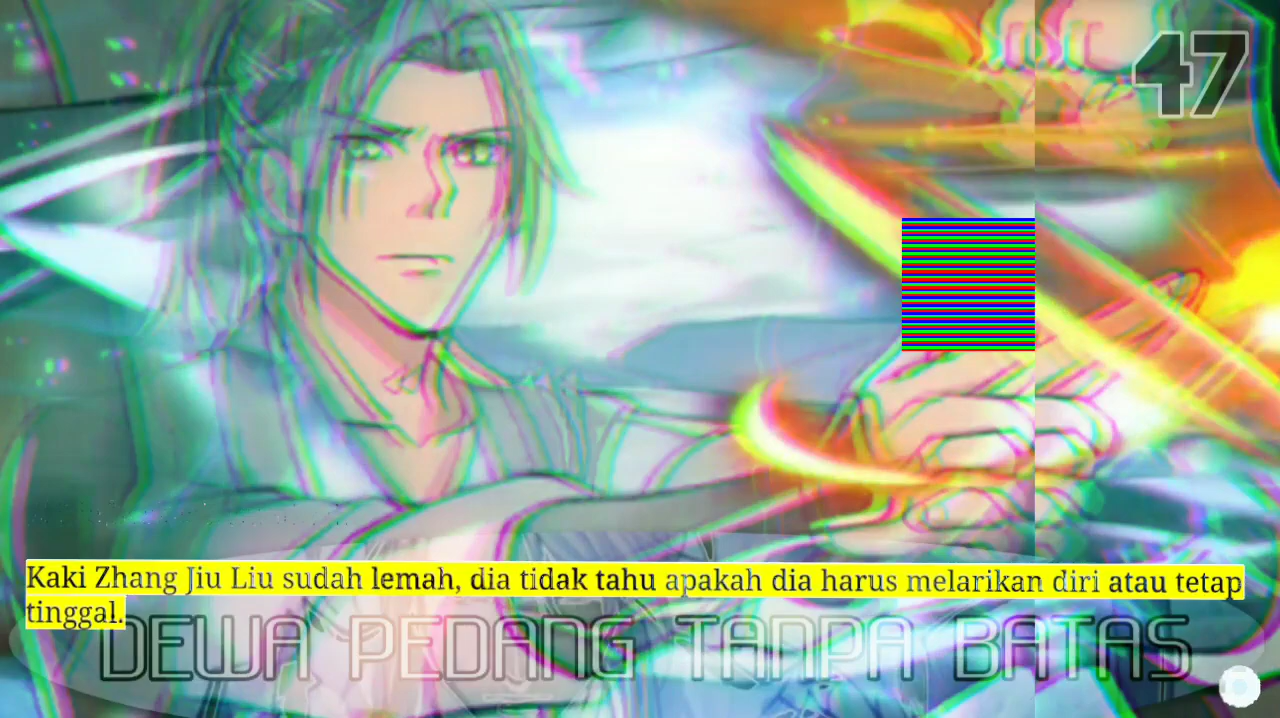 47
Kaki Zhang Jiu Liu sudah lemah, dia tidak tahu apakah dia harus melarikan diri atau tetap
tinggal.
DEWA PEDANG TANPA BATAS